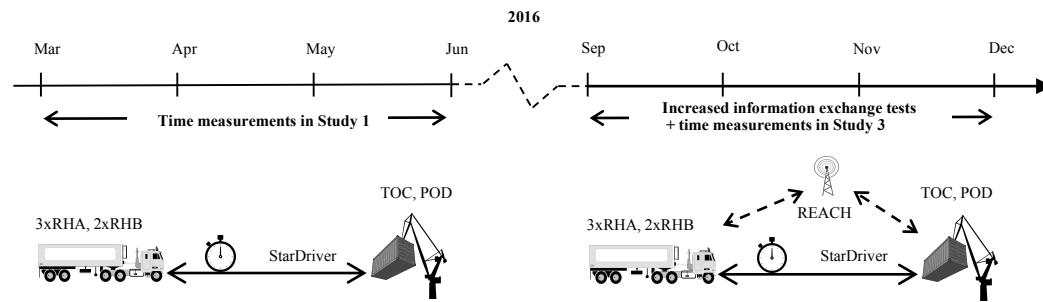 2016
Mar Apr May Jun Sep Oct Nov Dec
Time measurements in Study 1
Increased information exchange tests
+ time measurements in Study 3
TOC, POD
3xRHA, 2xRHB
StarDriver
TOC, POD
REACH
3xRHA, 2xRHB
StarDriver